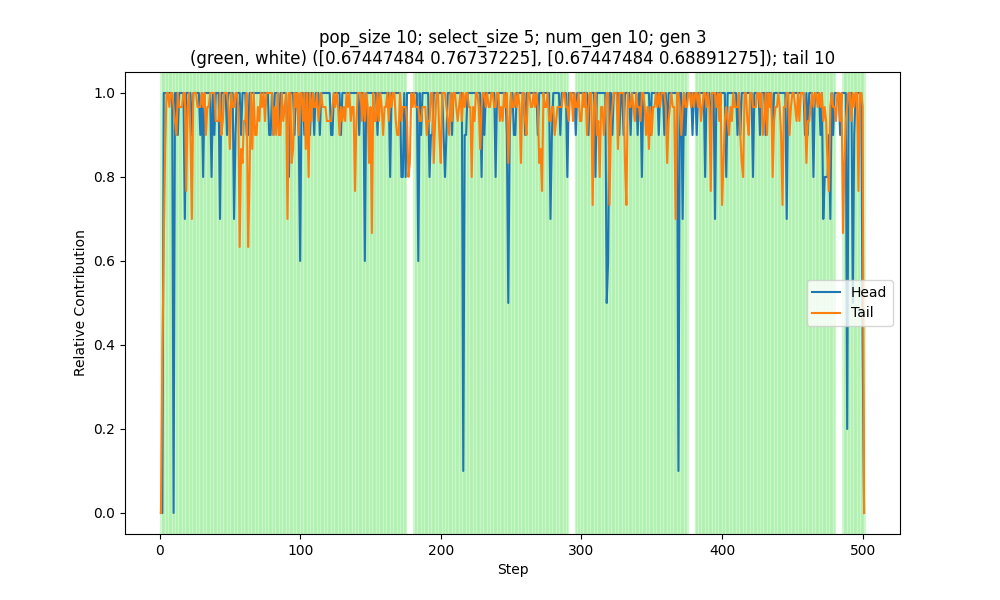 pop_size 10; select_size 5; num_gen 10; gen 3
(green, white) ([0.67447484 0.76737225], [0.67447484 0.68891275]); tail 10
Relative Contribution
1.0
0.8
0.6
0.4
0.2
0.0
Head
Tail
0
100
200
300
400
500
Step